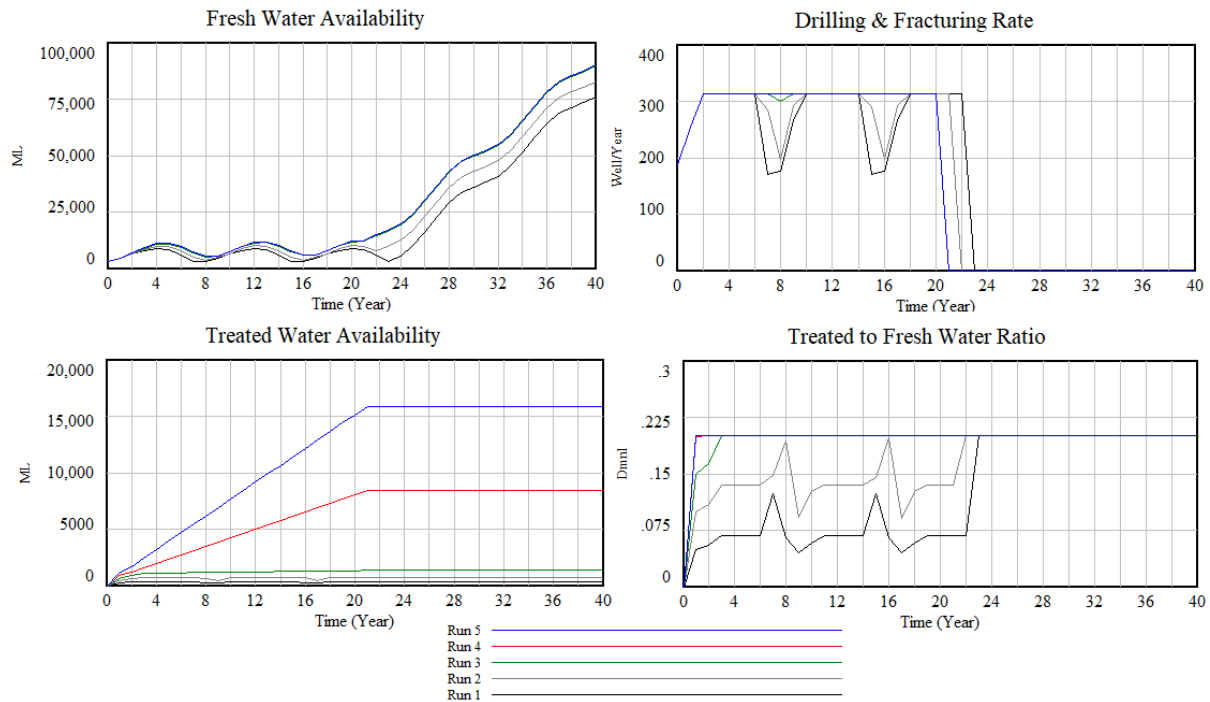 Fresh Water Availability
100,000
75,000
50,000
25,000
0
ML
0 4 8 12 16 20 24 28 32 36 40
Time (Year)
Drilling & Fracturing Rate
400
300
200
100
0
Well/Year
0 4 8 12 16 20 24 28 32 36 40
Time (Year)
Treated Water Availability
20,000
15,000
10,000
5000
0
ML
0 4 8 12 16 20 24 28 32 36 40
Time (Year)
Treated to Fresh Water Ratio
.3
.225
.15
.075
0
Dmnl
0 4 8 12 16 20 24 28 32 36 40
Time (Year)
Run 5
Run 4
Run 3
Run 2
Run 1